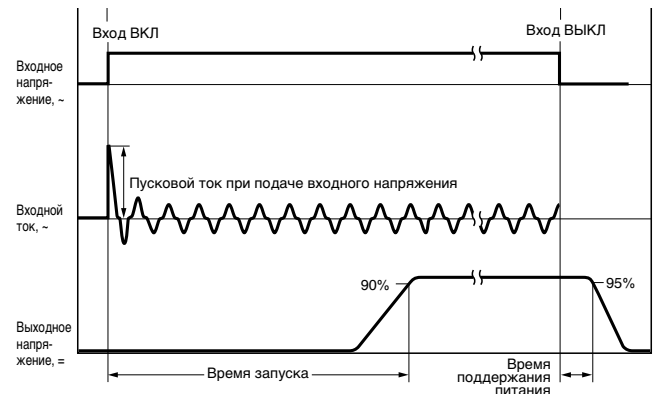 Вход ВКЛ
Вход ВЫКЛ
Входное
напря-
жение, ~
Пусковой ток при подаче входного напряжения
Входной
ток, ~
90%
95%
Выходное
напря-
жение, =
Время запуска
Время
поддержания
питания